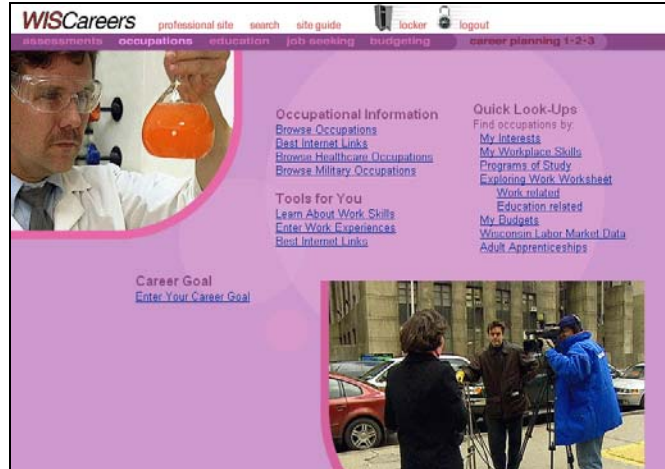 WISCareers professional site search site guide locker logout
assessments occupations education job seeking budgeting career planning 1·2·3
Occupational Information
Browse Occupations
Best Internet Links
Browse Healthcare Occupations
Browse Military Occupations
Tools for You
Learn About Work Skills
Enter Work Experiences
Best Internet Links
Quick Look-Ups
Find occupations by:
My Interests
My Workplace Skills
Programs of Study
Exploring Work Worksheet
Work related
Education related
My Budgets
Wisconsin Labor Market Data
Adult Apprenticeships
Career Goal
Enter Your Career Goal